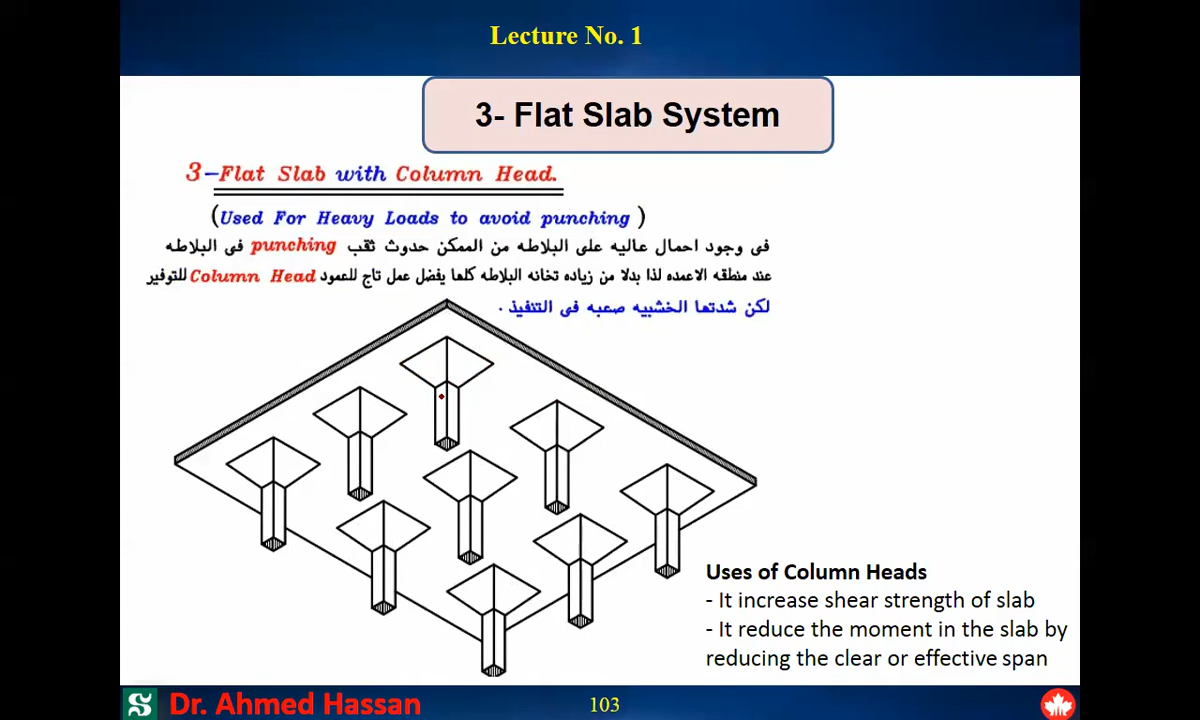 Lecture No. 1
3- Flat Slab System
3-Flat Slab with Column Head.
(Used For Heavy Loads to avoid punching)
فى وجود احمال عاليه على البلاطه من الممكن حدوث ثقب punching فى البلاطه
عند منطقه الاعمده لذا بدلا من زياده تخانه البلاطه كلها يفضل عمل تاج للعمود Column Head للتوفير
لكن شدتها الخشبيه صعبه فى التنفيذ .
Uses of Column Heads
- It increase shear strength of slab
- It reduce the moment in the slab by
reducing the clear or effective span
Dr. Ahmed Hassan
103